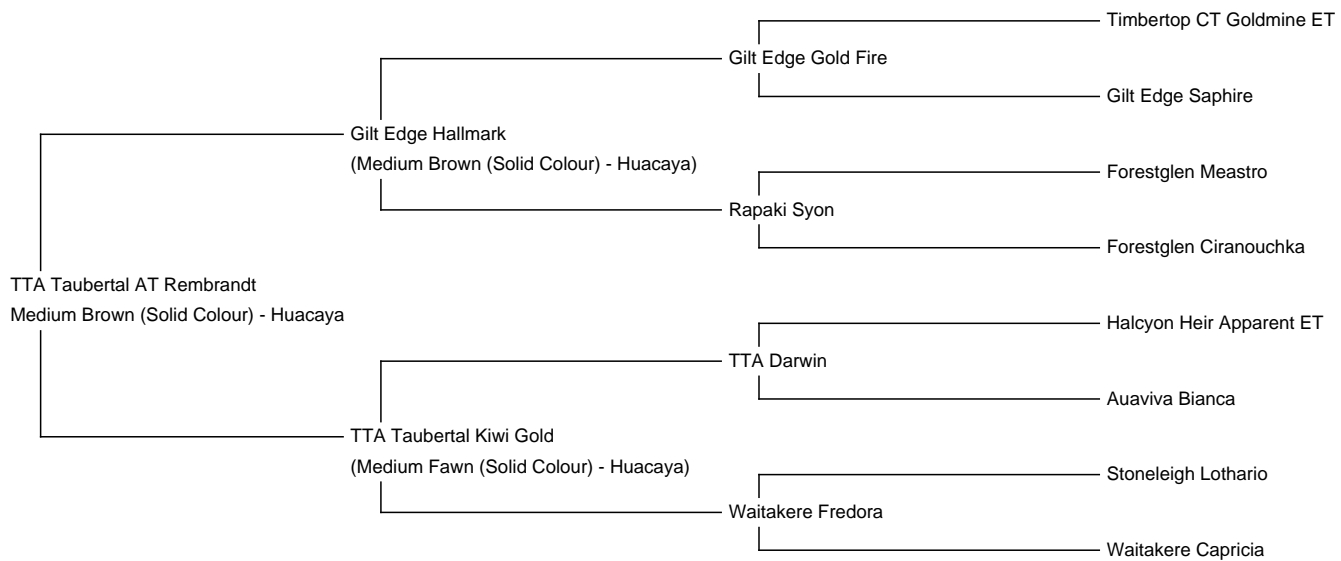 Timbertop CT Goldmine ET
Gilt Edge Gold Fire
Gilt Edge Saphire
Gilt Edge Hallmark
(Medium Brown (Solid Colour) - Huacaya)
Forestglen Meastro
Rapaki Syon
Forestglen Ciranouchka
TTA Taubertal AT Rembrandt
Medium Brown (Solid Colour) - Huacaya
Halcyon Heir Apparent ET
TTA Darwin
Auaviva Bianca
TTA Taubertal Kiwi Gold
(Medium Fawn (Solid Colour) - Huacaya)
Stoneleigh Lothario
Waitakere Fredora
Waitakere Capricia